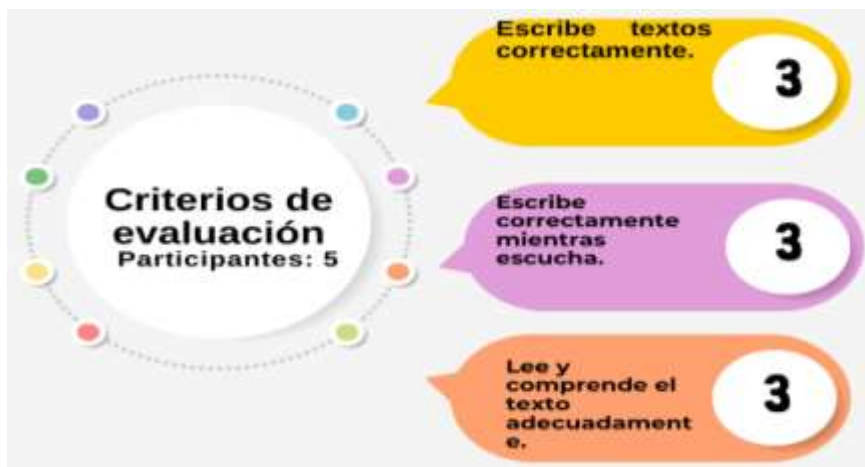 Criterios de
evaluación
Participantes: 5
Escribe textos
correctamente.
3
Escribe
correctamente
mientras
escucha.
3
Lee y
comprende el
texto
adecuadament
e.
3